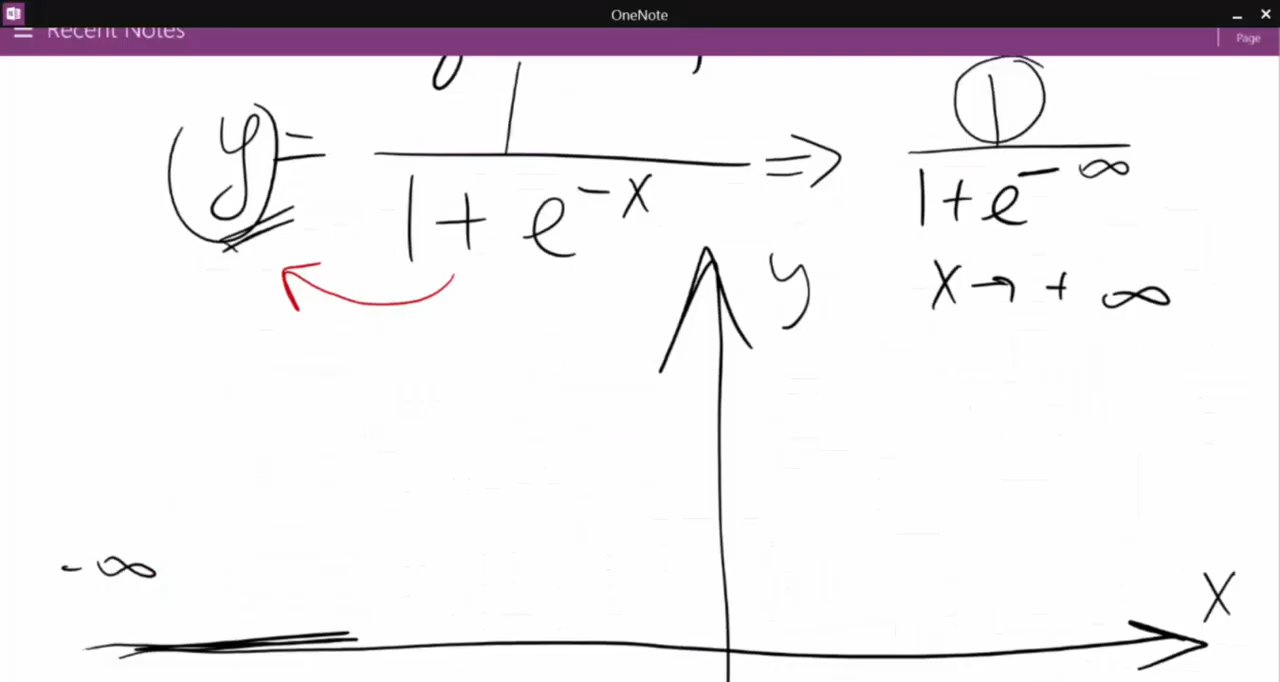 OneNote
Recent Notes
Page
y = 1 / (1 + e^{-x}) ⇒ 1 / (1 + e^{-∞})
x → + ∞
y
- ∞
x